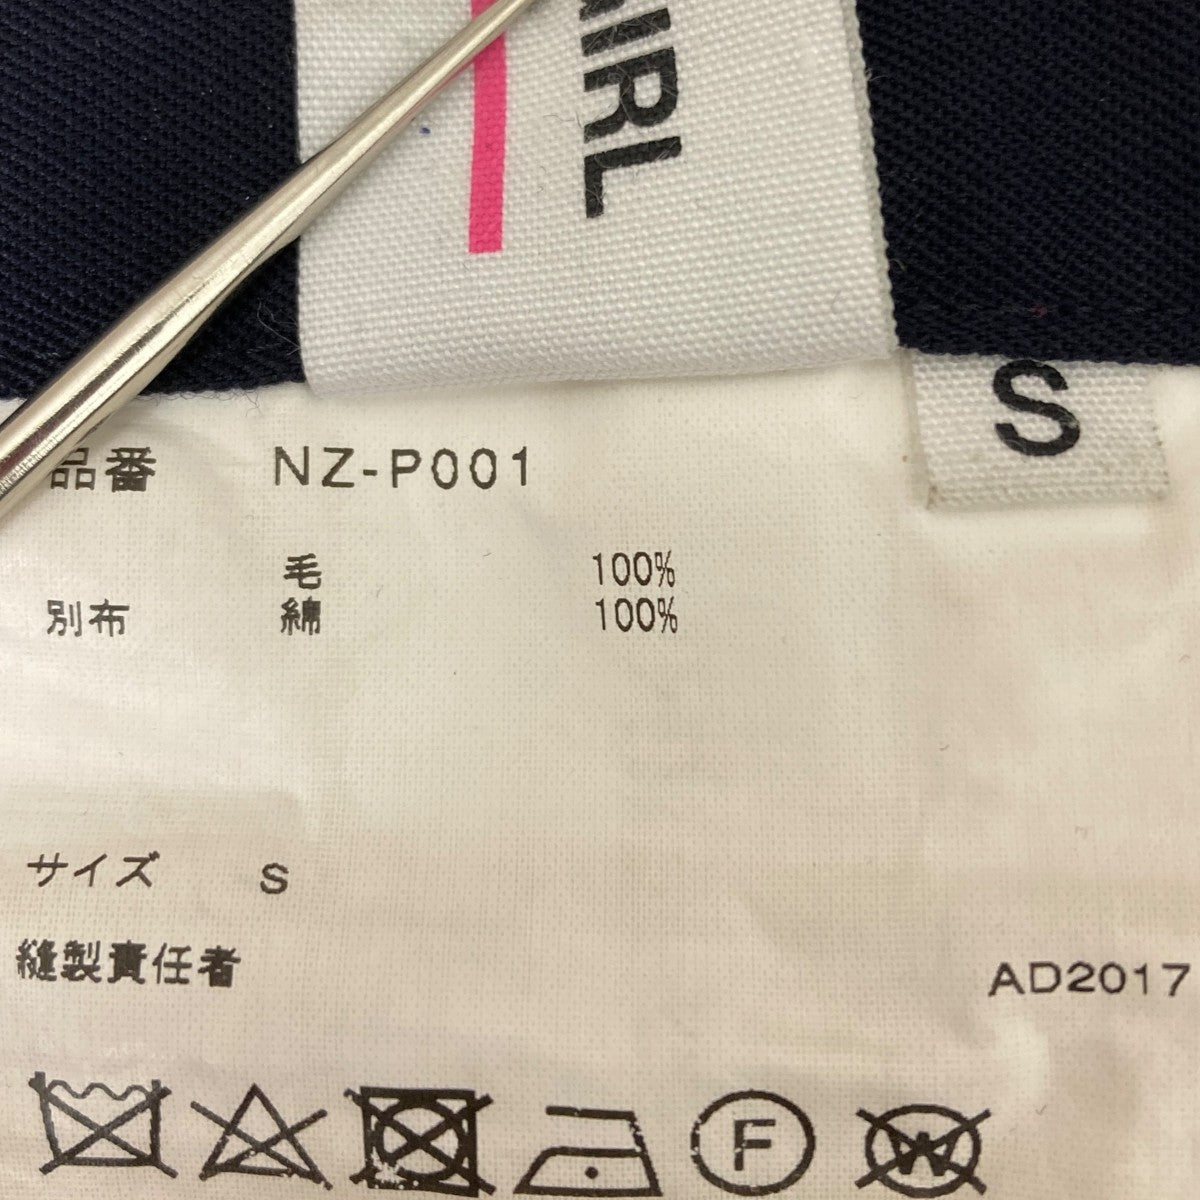 IRL
S
品番 NZ-P001
毛 100%
別布 綿 100%
サイズ S
縫製責任者
AD2017
F
W